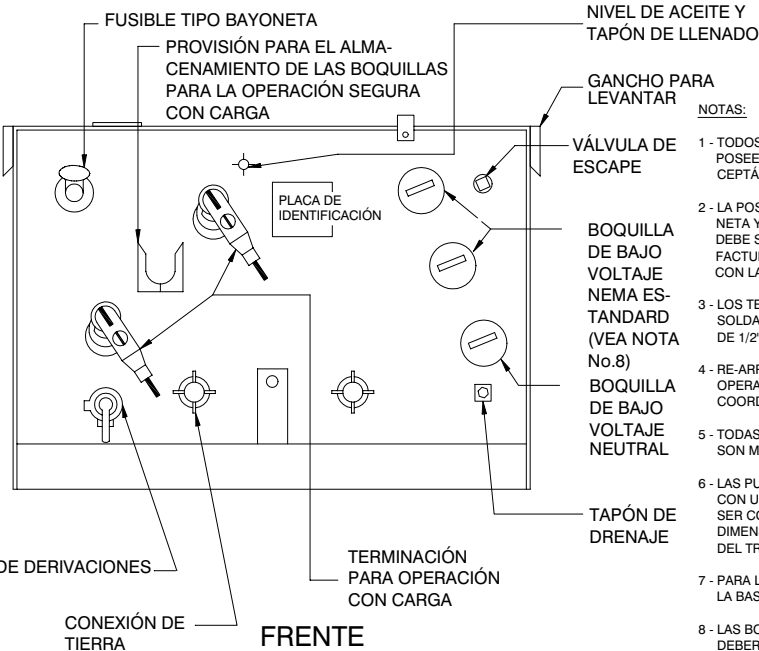 FUSIBLE TIPO BAYONETA
PROVISIÓN PARA EL ALMA-
CENAMIENTO DE LAS BOQUILLAS
PARA LA OPERACIÓN SEGURA
CON CARGA
NIVEL DE ACEITE Y
TAPÓN DE LLENADO
GANCHO PARA
LEVANTAR
VÁLVULA DE
ESCAPE
PLACA DE
IDENTIFICACIÓN
BOQUILLA
DE BAJO
VOLTAJE
NEMA ES-
TANDARD
(VEA NOTA
No.8)
BOQUILLA
DE BAJO
VOLTAJE
NEUTRAL
TAPÓN DE
DRENAJE
DE DERIVACIONES
CONEXIÓN DE
TIERRA
TERMINACIÓN
PARA OPERACIÓN
CON CARGA
FRENTE
NOTAS:
1 - TODOS
POSEE
CEPTÁ
2 - LA POS
NETA Y
DEBE S
FACTU
CON LA
3 - LOS TE
SOLDA
DE 1/2"
4 - RE-ARR
OPERA
COORD
5 - TODAS
SON M
6 - LAS PU
CON U
SER CO
DIMENS
DEL TR
7 - PARA L
LA BAS
8 - LAS BO
DEBER